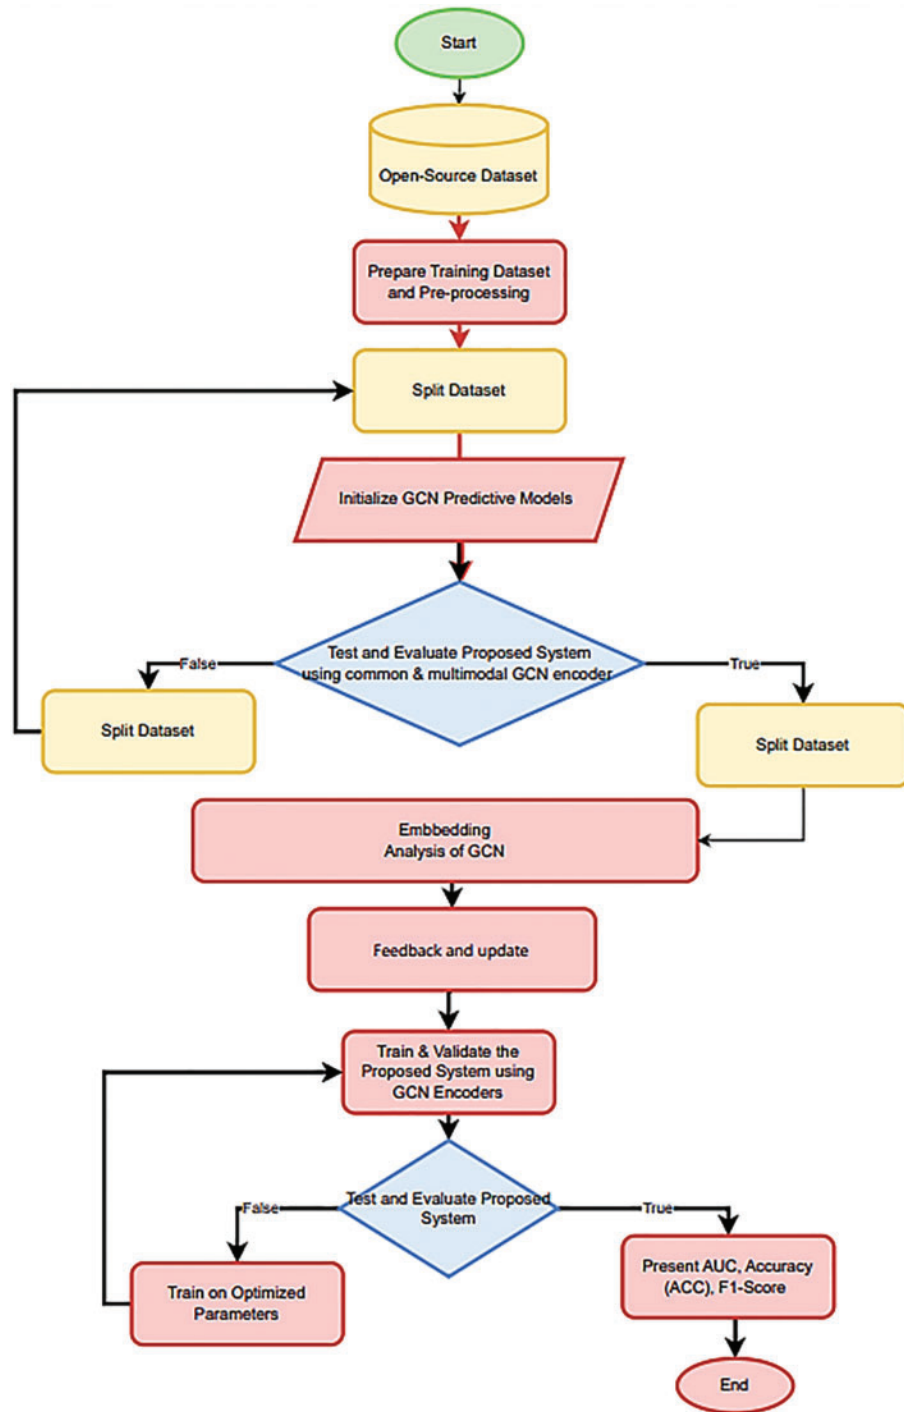 Start
Open-Source Dataset
Prepare Training Dataset
and Pre-processing
Split Dataset
Initialize GCN Predictive Models
Test and Evaluate Proposed System
using common & multimodal GCN encoder
False
True
Split Dataset
Split Dataset
Embbedding
Analysis of GCN
Feedback and update
Train & Validate the
Proposed System using
GCN Encoders
Test and Evaluate Proposed
System
False
True
Train on Optimized
Parameters
Present AUC, Accuracy
(ACC), F1-Score
End